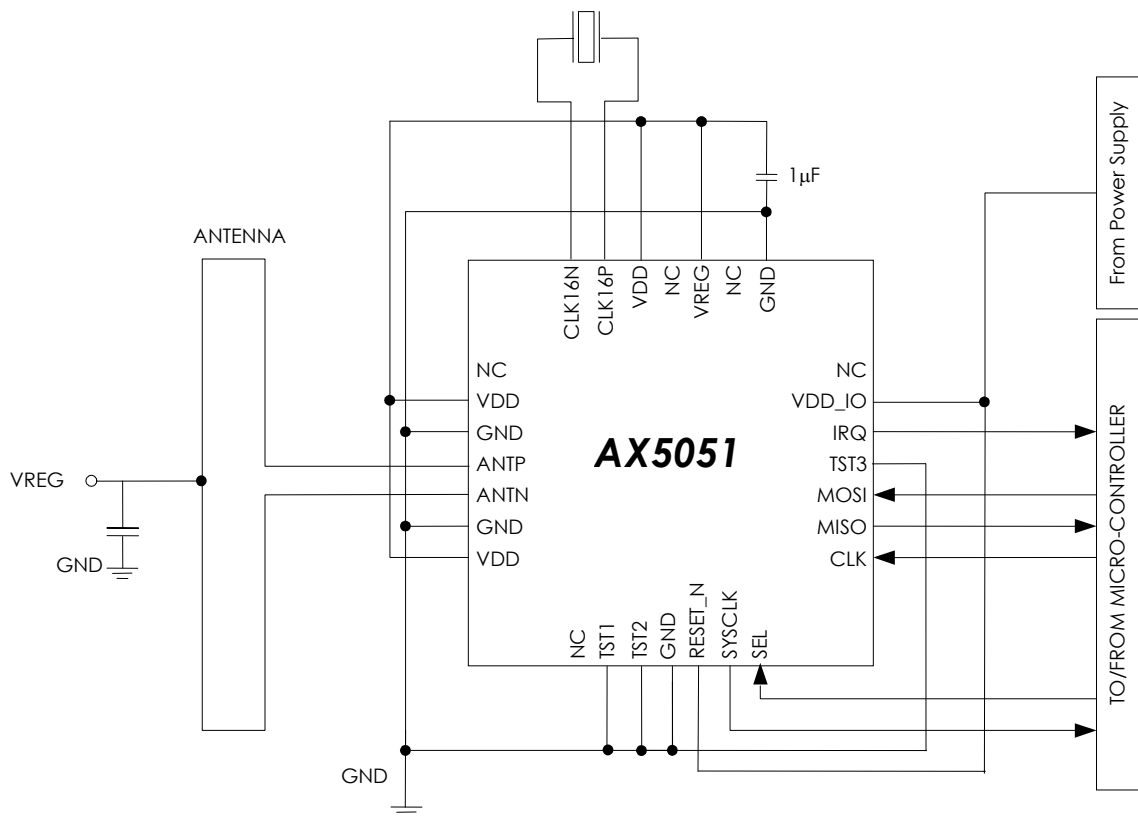 1µF
From Power Supply
ANTENNA
CLK16N
CLK16P
VDD
NC
VREG
NC
GND
NC
VDD
GND
ANTP
ANTN
GND
VDD
AX5051
NC
VDD_IO
IRQ
TST3
MOSI
MISO
CLK
VREG
GND
NC
TST1
TST2
GND
RESET_N
SYSCLK
SEL
TO/FROM MICRO-CONTROLLER
GND